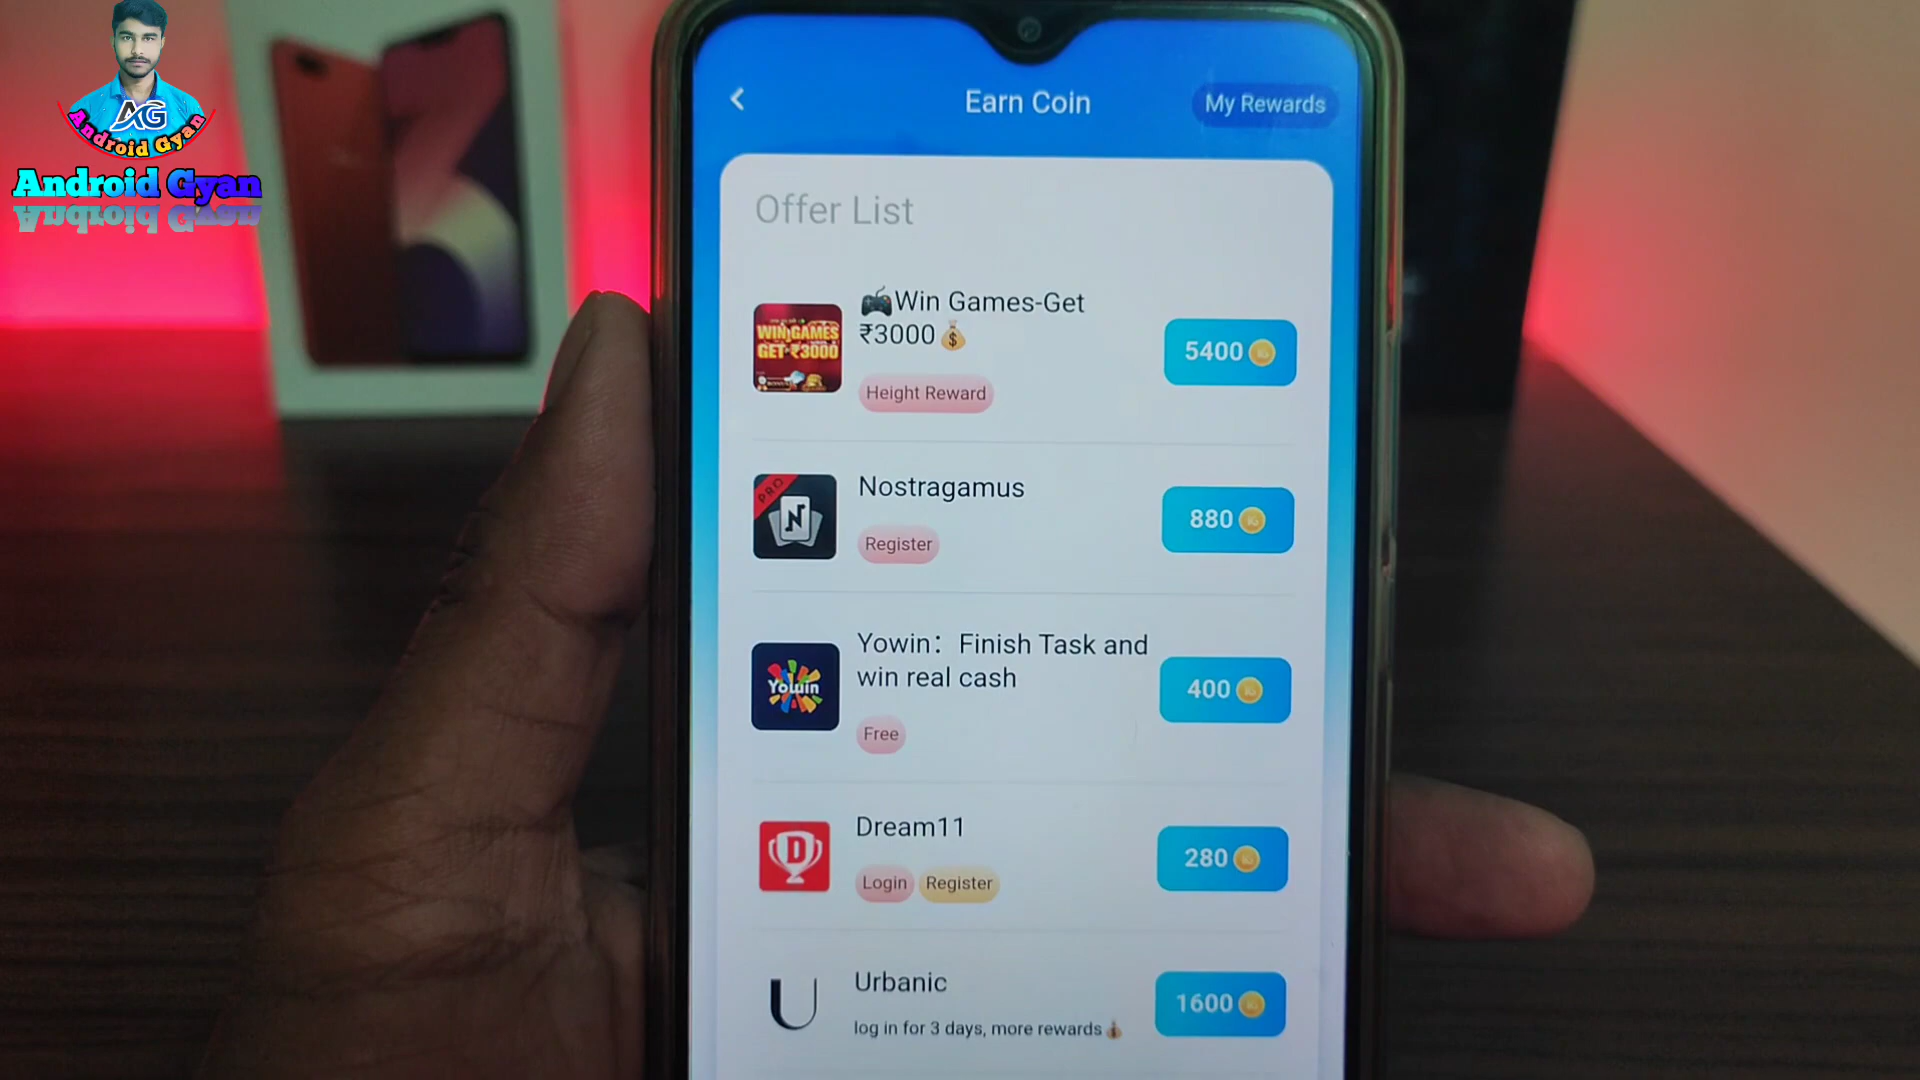 AG
Android Gyan
Android Gyan
Earn Coin
My Rewards
Offer List
🎮Win Games-Get
₹3000💰
WIN GAMES
GET ₹3000
Height Reward
5400
PRO
N
Nostragamus
Register
880
Yowin：Finish Task and
win real cash
Yowin
Free
400
D
Dream11
Login Register
280
U
Urbanic
log in for 3 days, more rewards💰
1600